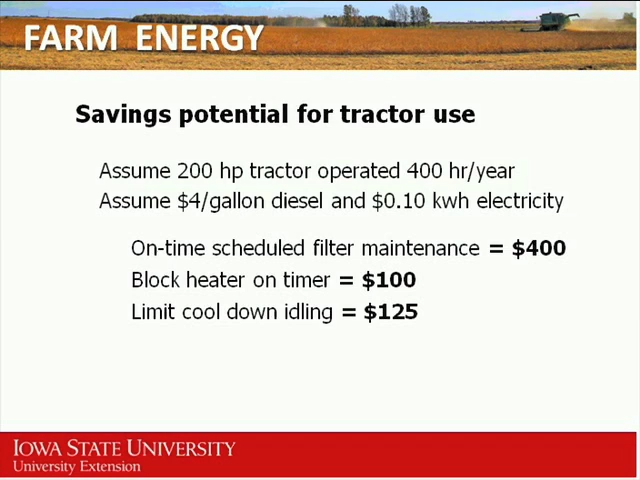 FARM ENERGY
Savings potential for tractor use
Assume 200 hp tractor operated 400 hr/year
Assume $4/gallon diesel and $0.10 kwh electricity
On-time scheduled filter maintenance = $400
Block heater on timer = $100
Limit cool down idling = $125
IOWA STATE UNIVERSITY
University Extension